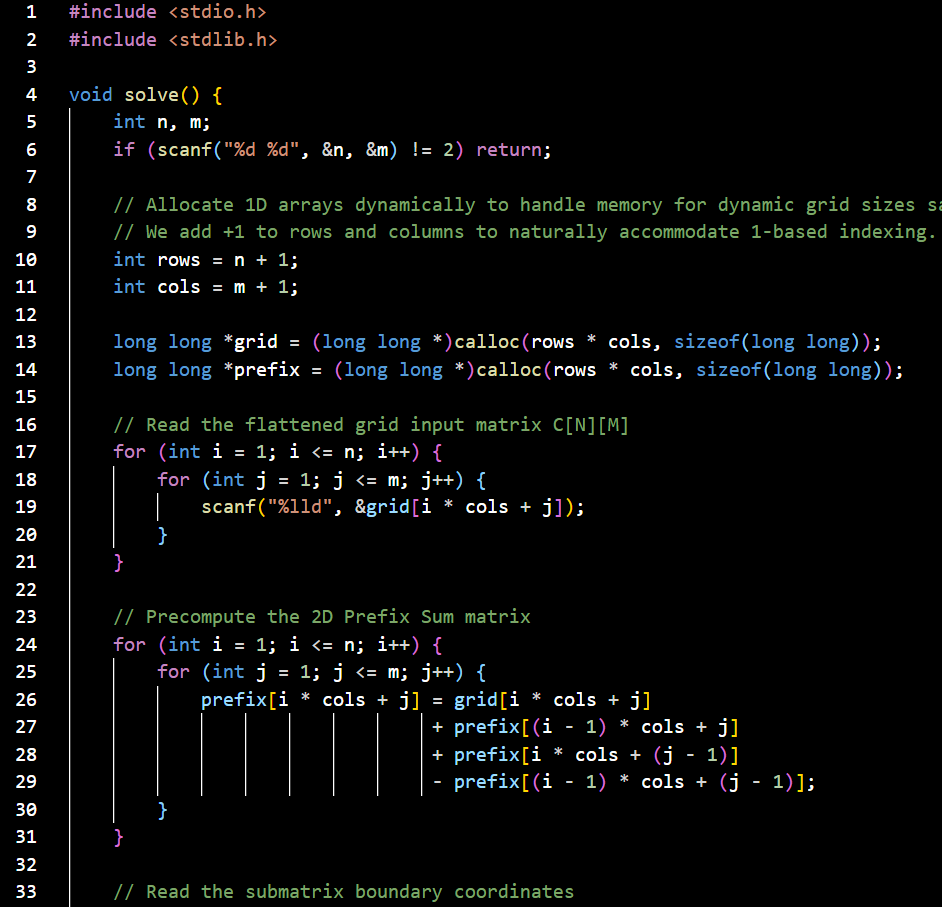 1 #include <stdio.h>
2 #include <stdlib.h>
3
4 void solve() {
5     int n, m;
6     if (scanf("%d %d", &n, &m) != 2) return;
7
8     // Allocate 1D arrays dynamically to handle memory for dynamic grid sizes
9     // We add +1 to rows and columns to naturally accommodate 1-based indexing.
10     int rows = n + 1;
11     int cols = m + 1;
12
13     long long *grid = (long long *)calloc(rows * cols, sizeof(long long));
14     long long *prefix = (long long *)calloc(rows * cols, sizeof(long long));
15
16     // Read the flattened grid input matrix C[N][M]
17     for (int i = 1; i <= n; i++) {
18         for (int j = 1; j <= m; j++) {
19             scanf("%lld", &grid[i * cols + j]);
20         }
21     }
22
23     // Precompute the 2D Prefix Sum matrix
24     for (int i = 1; i <= n; i++) {
25         for (int j = 1; j <= m; j++) {
26             prefix[i * cols + j] = grid[i * cols + j]
27                                  + prefix[(i - 1) * cols + j]
28                                  + prefix[i * cols + (j - 1)]
29                                  - prefix[(i - 1) * cols + (j - 1)];
30         }
31     }
32
33     // Read the submatrix boundary coordinates